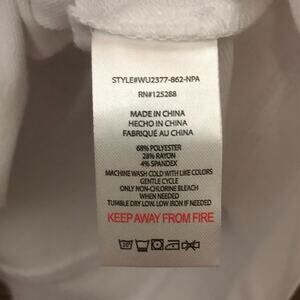 STYLE#WU2377-862-NPA
RN#125288
MADE IN CHINA
HECHO IN CHINA
FABRIQUÉ AU CHINA
68% POLYESTER
28% RAYON
4% SPANDEX
MACHINE WASH COLD WITH LIKE COLORS
GENTLE CYCLE
ONLY NON-CHLORINE BLEACH
WHEN NEEDED
TUMBLE DRY LOW. LOW IRON IF NEEDED
KEEP AWAY FROM FIRE